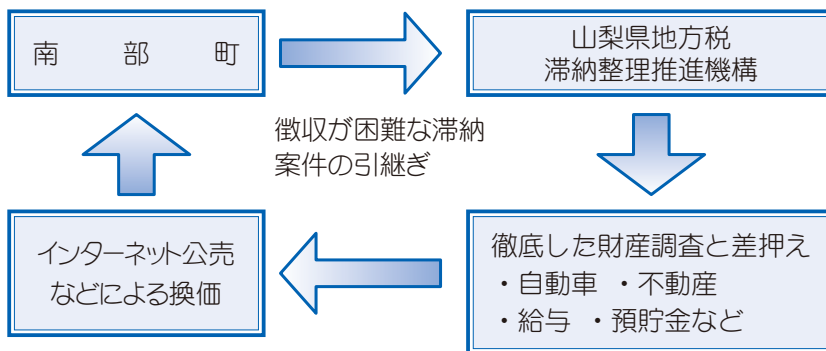 南部町
山梨県地方税
滞納整理推進機構
徴収が困難な滞納
案件の引継ぎ
インターネット公売
などによる換価
徹底した財産調査と差押え
・自動車 ・不動産
・給与 ・預貯金など